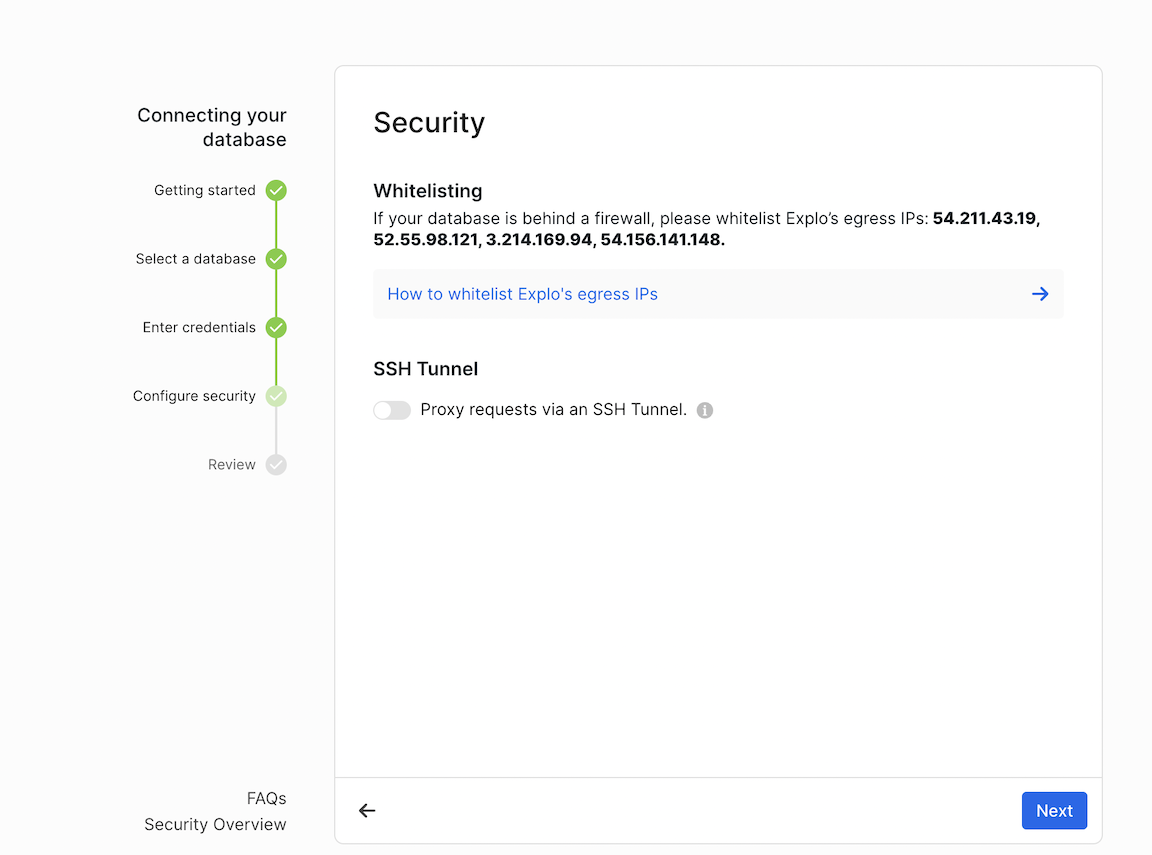 Connecting your
database
Getting started
Select a database
Enter credentials
Configure security
Review
FAQs
Security Overview
Security
Whitelisting
If your database is behind a firewall, please whitelist Explo’s egress IPs: 54.211.43.19,
52.55.98.121, 3.214.169.94, 54.156.141.148.
How to whitelist Explo's egress IPs
SSH Tunnel
Proxy requests via an SSH Tunnel.
Next